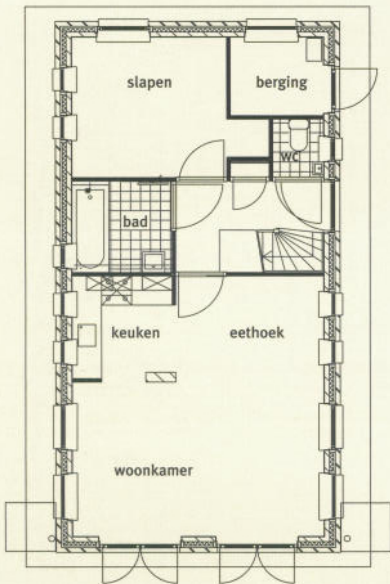 slapen
berging
wc
bad
keuken
eethoek
woonkamer